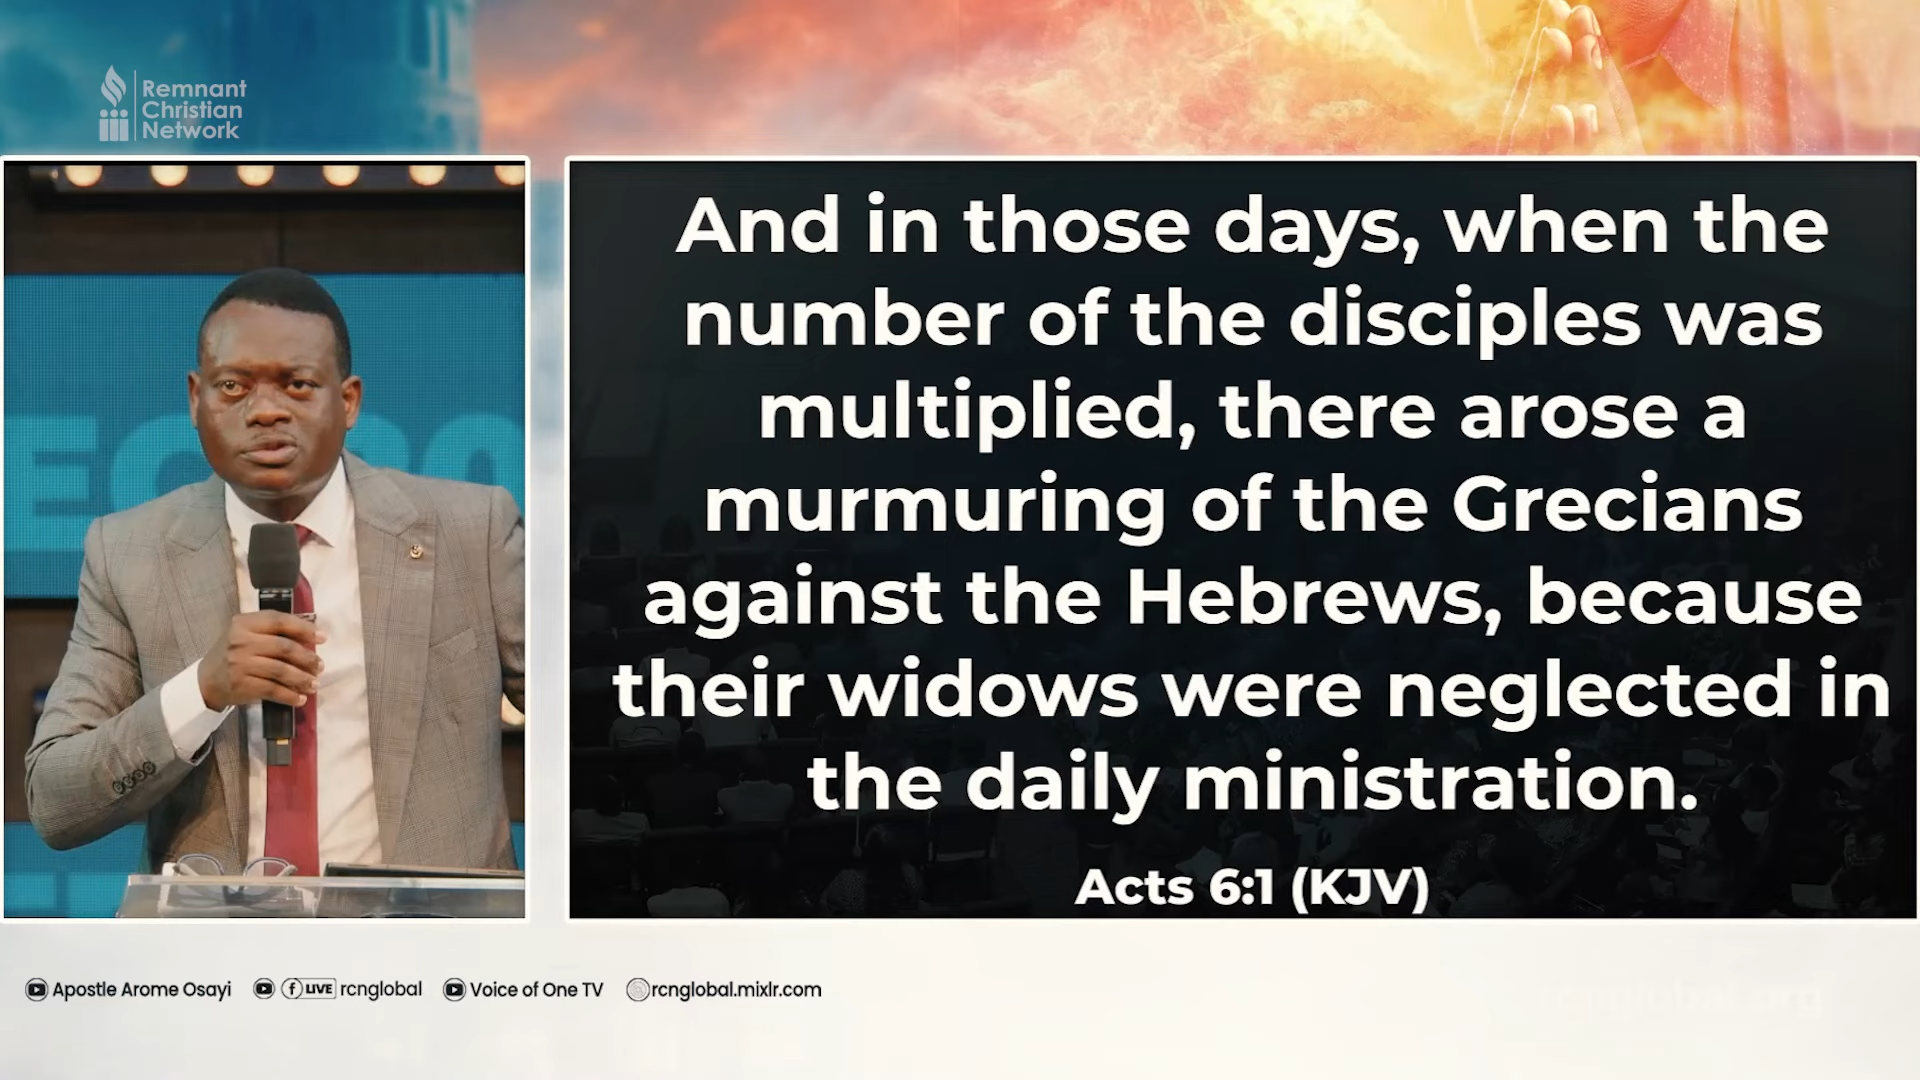 Remnant
Christian
Network
And in those days, when the
number of the disciples was
multiplied, there arose a
murmuring of the Grecians
against the Hebrews, because
their widows were neglected in
the daily ministration.
Acts 6:1 (KJV)
Apostle Arome Osayi LIVE rcnglobal Voice of One TV rcnglobal.mixlr.com